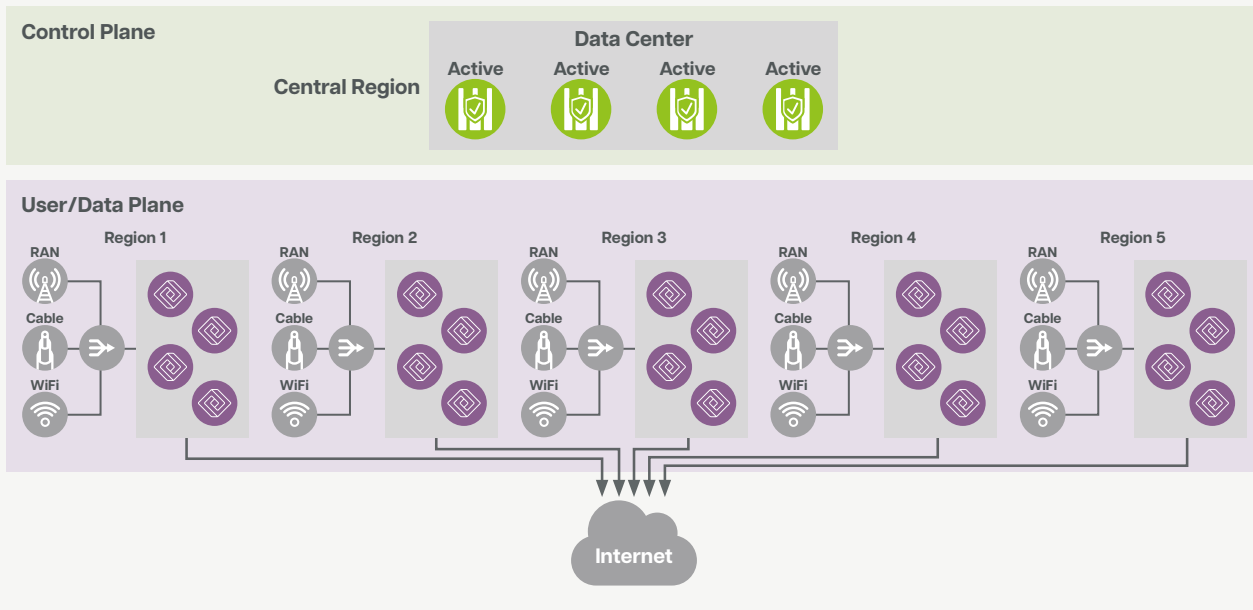 Control Plane
Data Center
Central Region
Active
Active
Active
Active
User/Data Plane
Region 1
RAN
Cable
WiFi
Region 2
RAN
Cable
WiFi
Region 3
RAN
Cable
WiFi
Region 4
RAN
Cable
WiFi
Region 5
RAN
Cable
WiFi
Internet